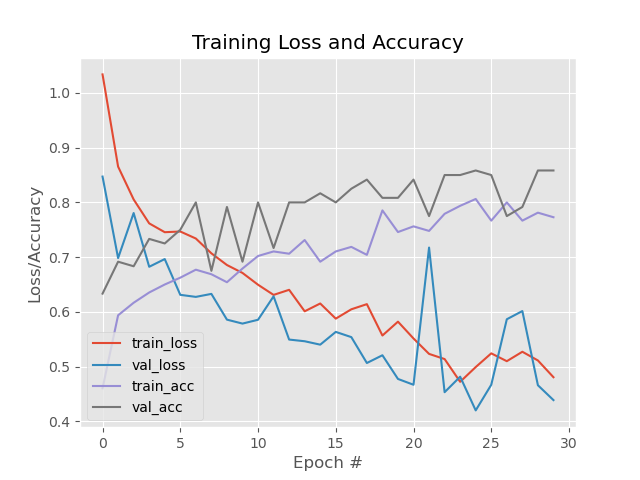 Training Loss and Accuracy
Loss/Accuracy
1.0
0.9
0.8
0.7
0.6
0.5
0.4
train_loss
val_loss
train_acc
val_acc
0 5 10 15 20 25 30
Epoch #